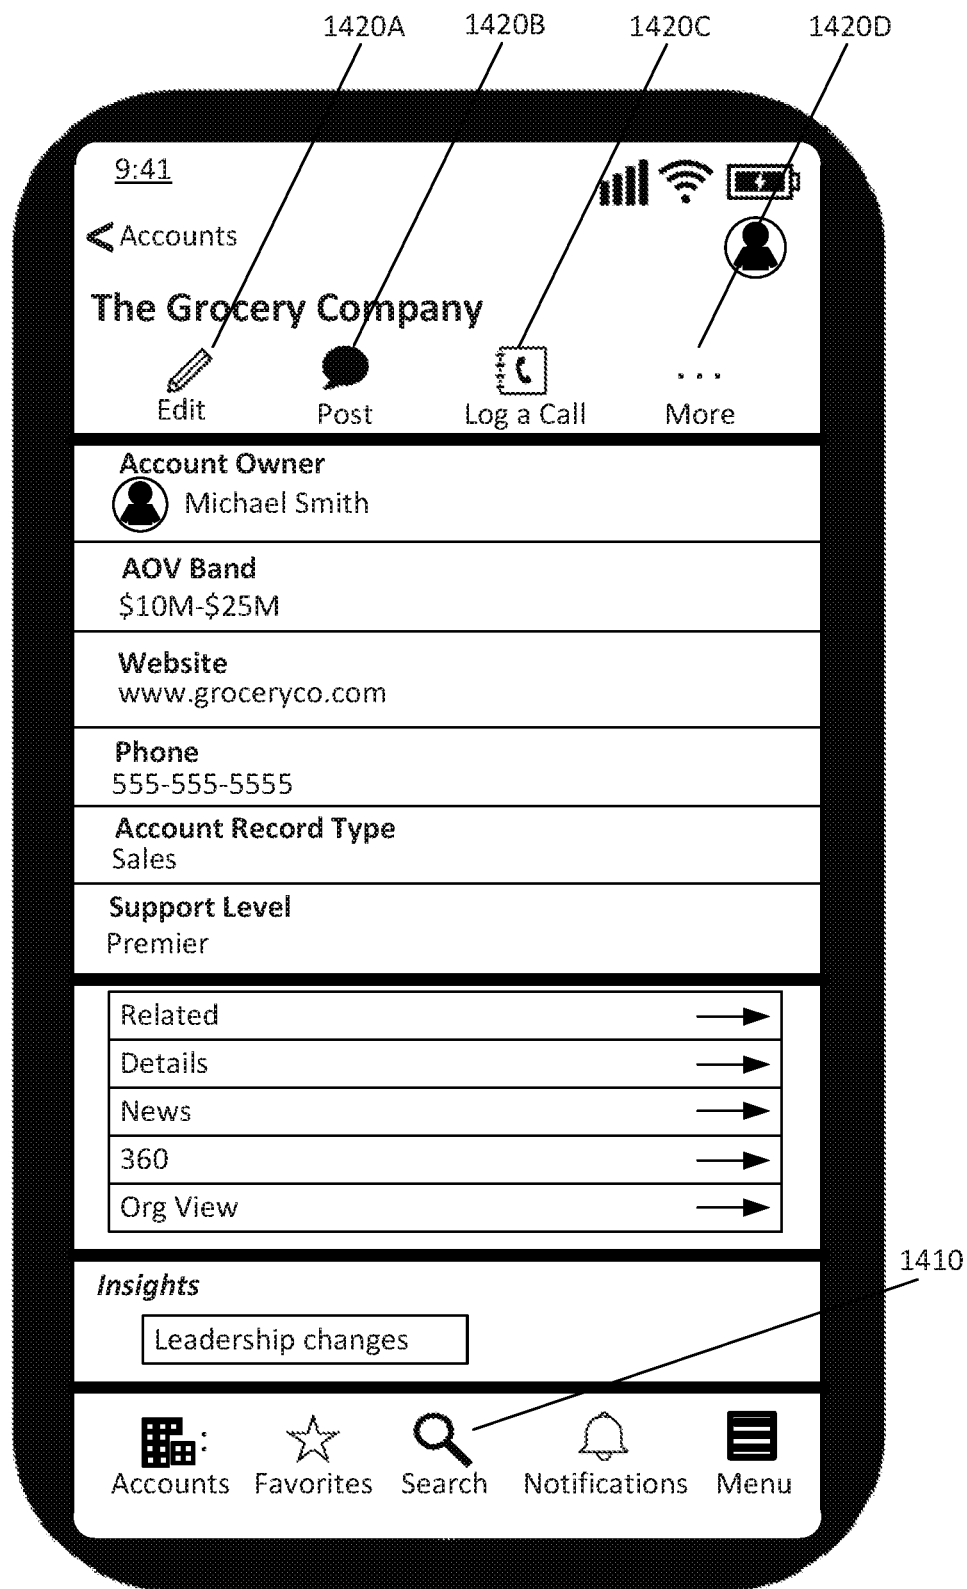 1420A 1420B 1420C 1420D
9:41
< Accounts
The Grocery Company
Edit Post Log a Call More
Account Owner
Michael Smith
AOV Band
$10M-$25M
Website
www.groceryco.com
Phone
555-555-5555
Account Record Type
Sales
Support Level
Premier
Related
Details
News
360
Org View
1410
Insights
Leadership changes
Accounts Favorites Search Notifications Menu